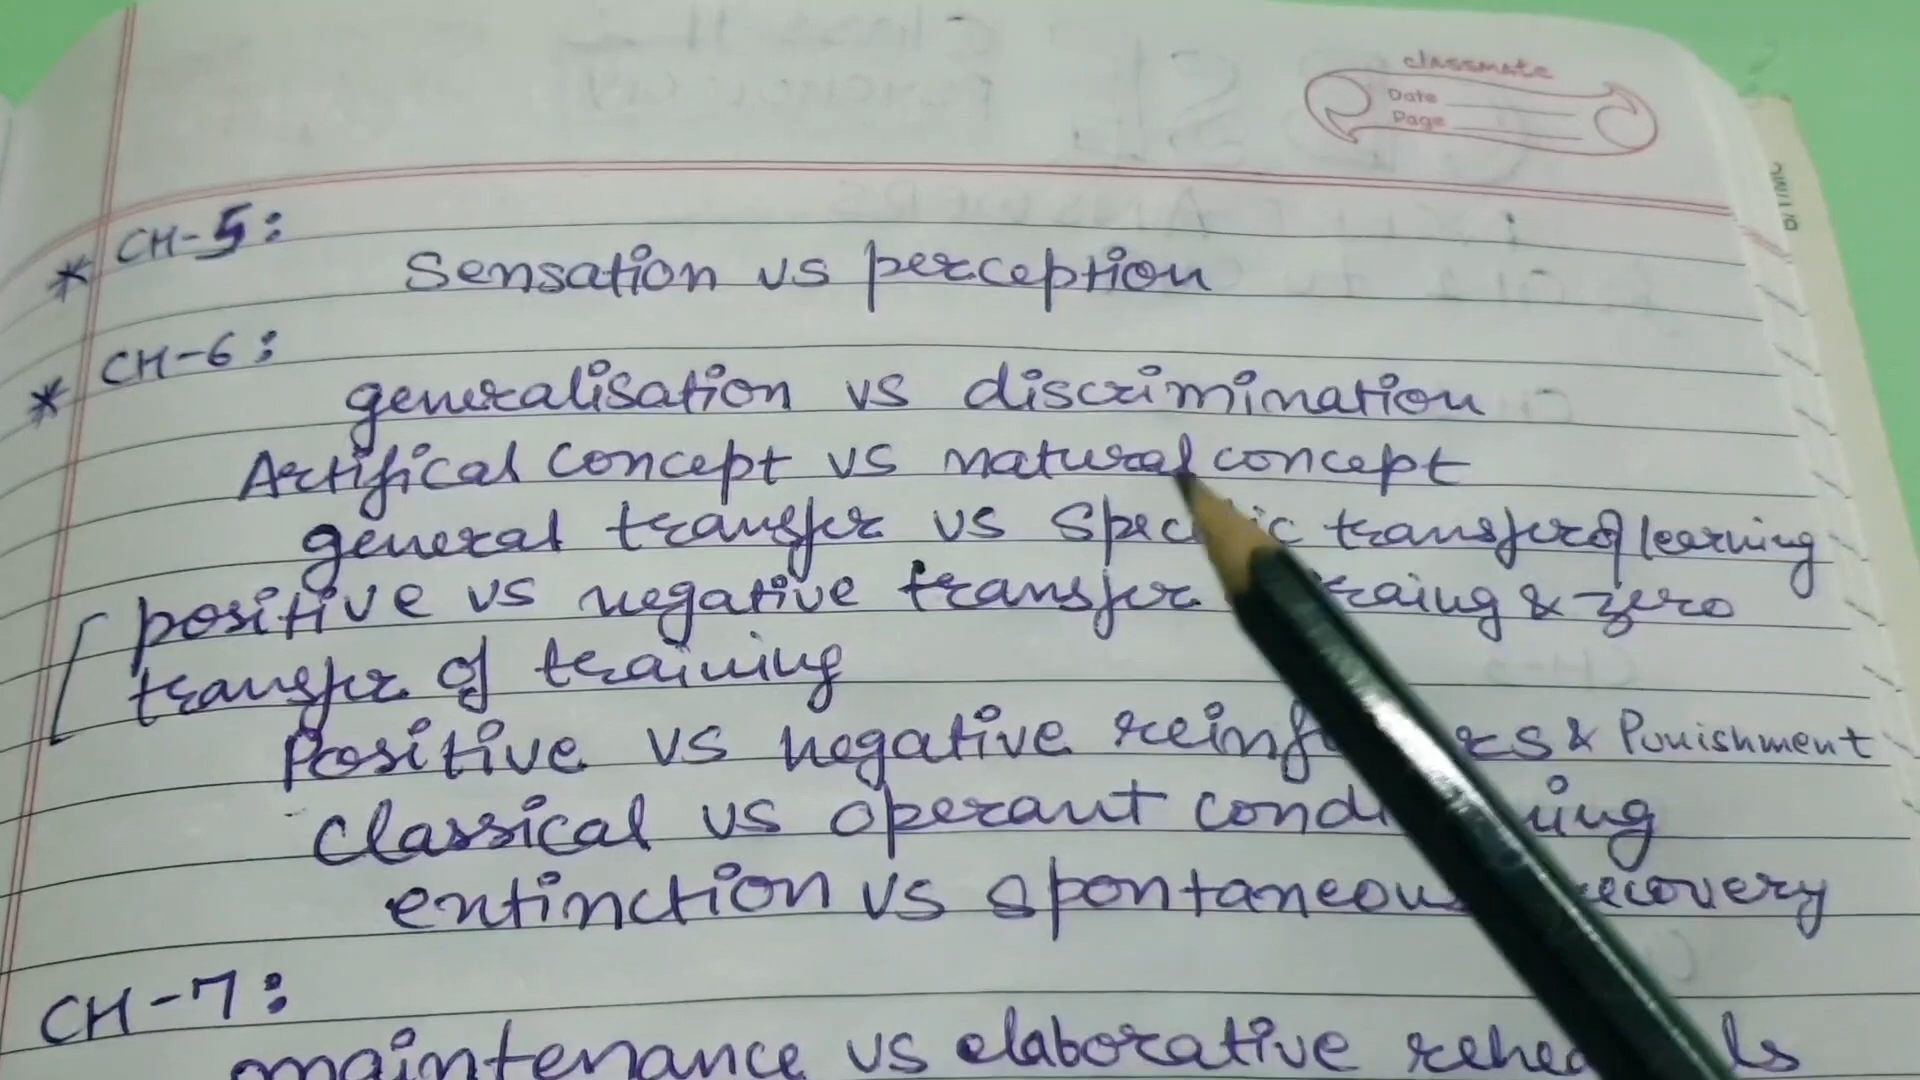 classmate
Date
Page
* CH-5:
Sensation vs perception
* CH-6:
generalisation vs discrimination
Artifical concept vs natural concept
general transfer vs transfer of learning
positive vs negative transfer & zero
transfer of training
Positive vs negative & Punishment
Classical vs operant
extinction vs
CH-7:
maintenance vs elaborative